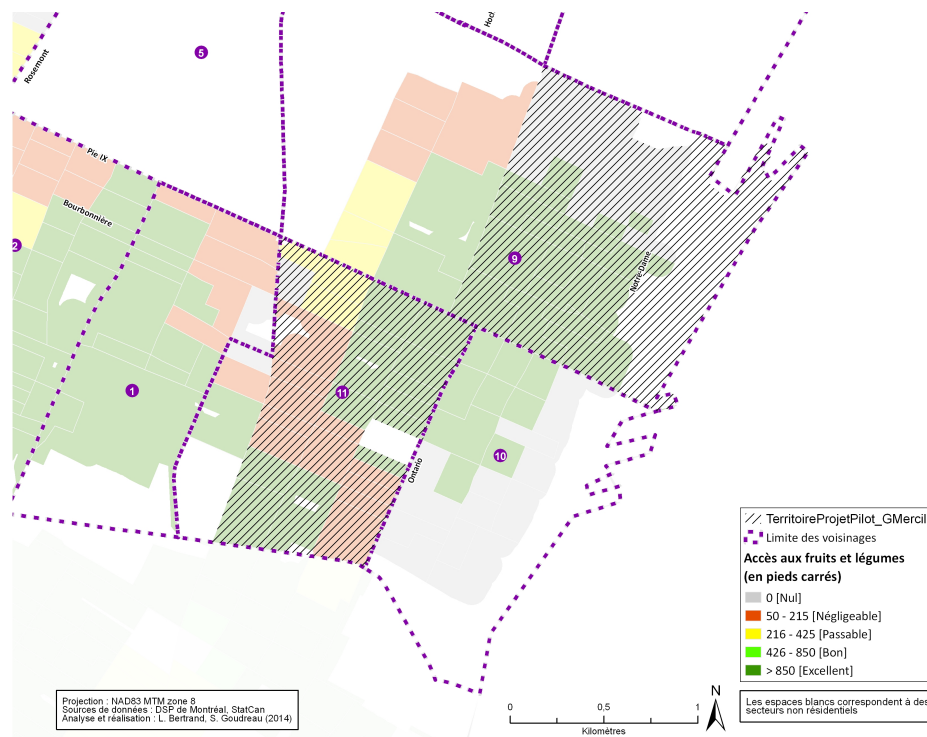 Hocl
5
Rosemont
Pie IX
Bourbonnière
2
9
Notre-Dame
1
11
10
Ontario
TerritoireProjetPilot_GMercil
Limite des voisinages
Accès aux fruits et légumes
(en pieds carrés)
0 [Nul]
50 - 215 [Négligeable]
216 - 425 [Passable]
426 - 850 [Bon]
> 850 [Excellent]
Projection : NAD83 MTM zone 8
Sources de données : DSP de Montréal, StatCan
Analyse et réalisation : L. Bertrand, S. Goudreau (2014)
0 0,5 1
Kilomètres
N
Les espaces blancs correspondent à des
secteurs non résidentiels